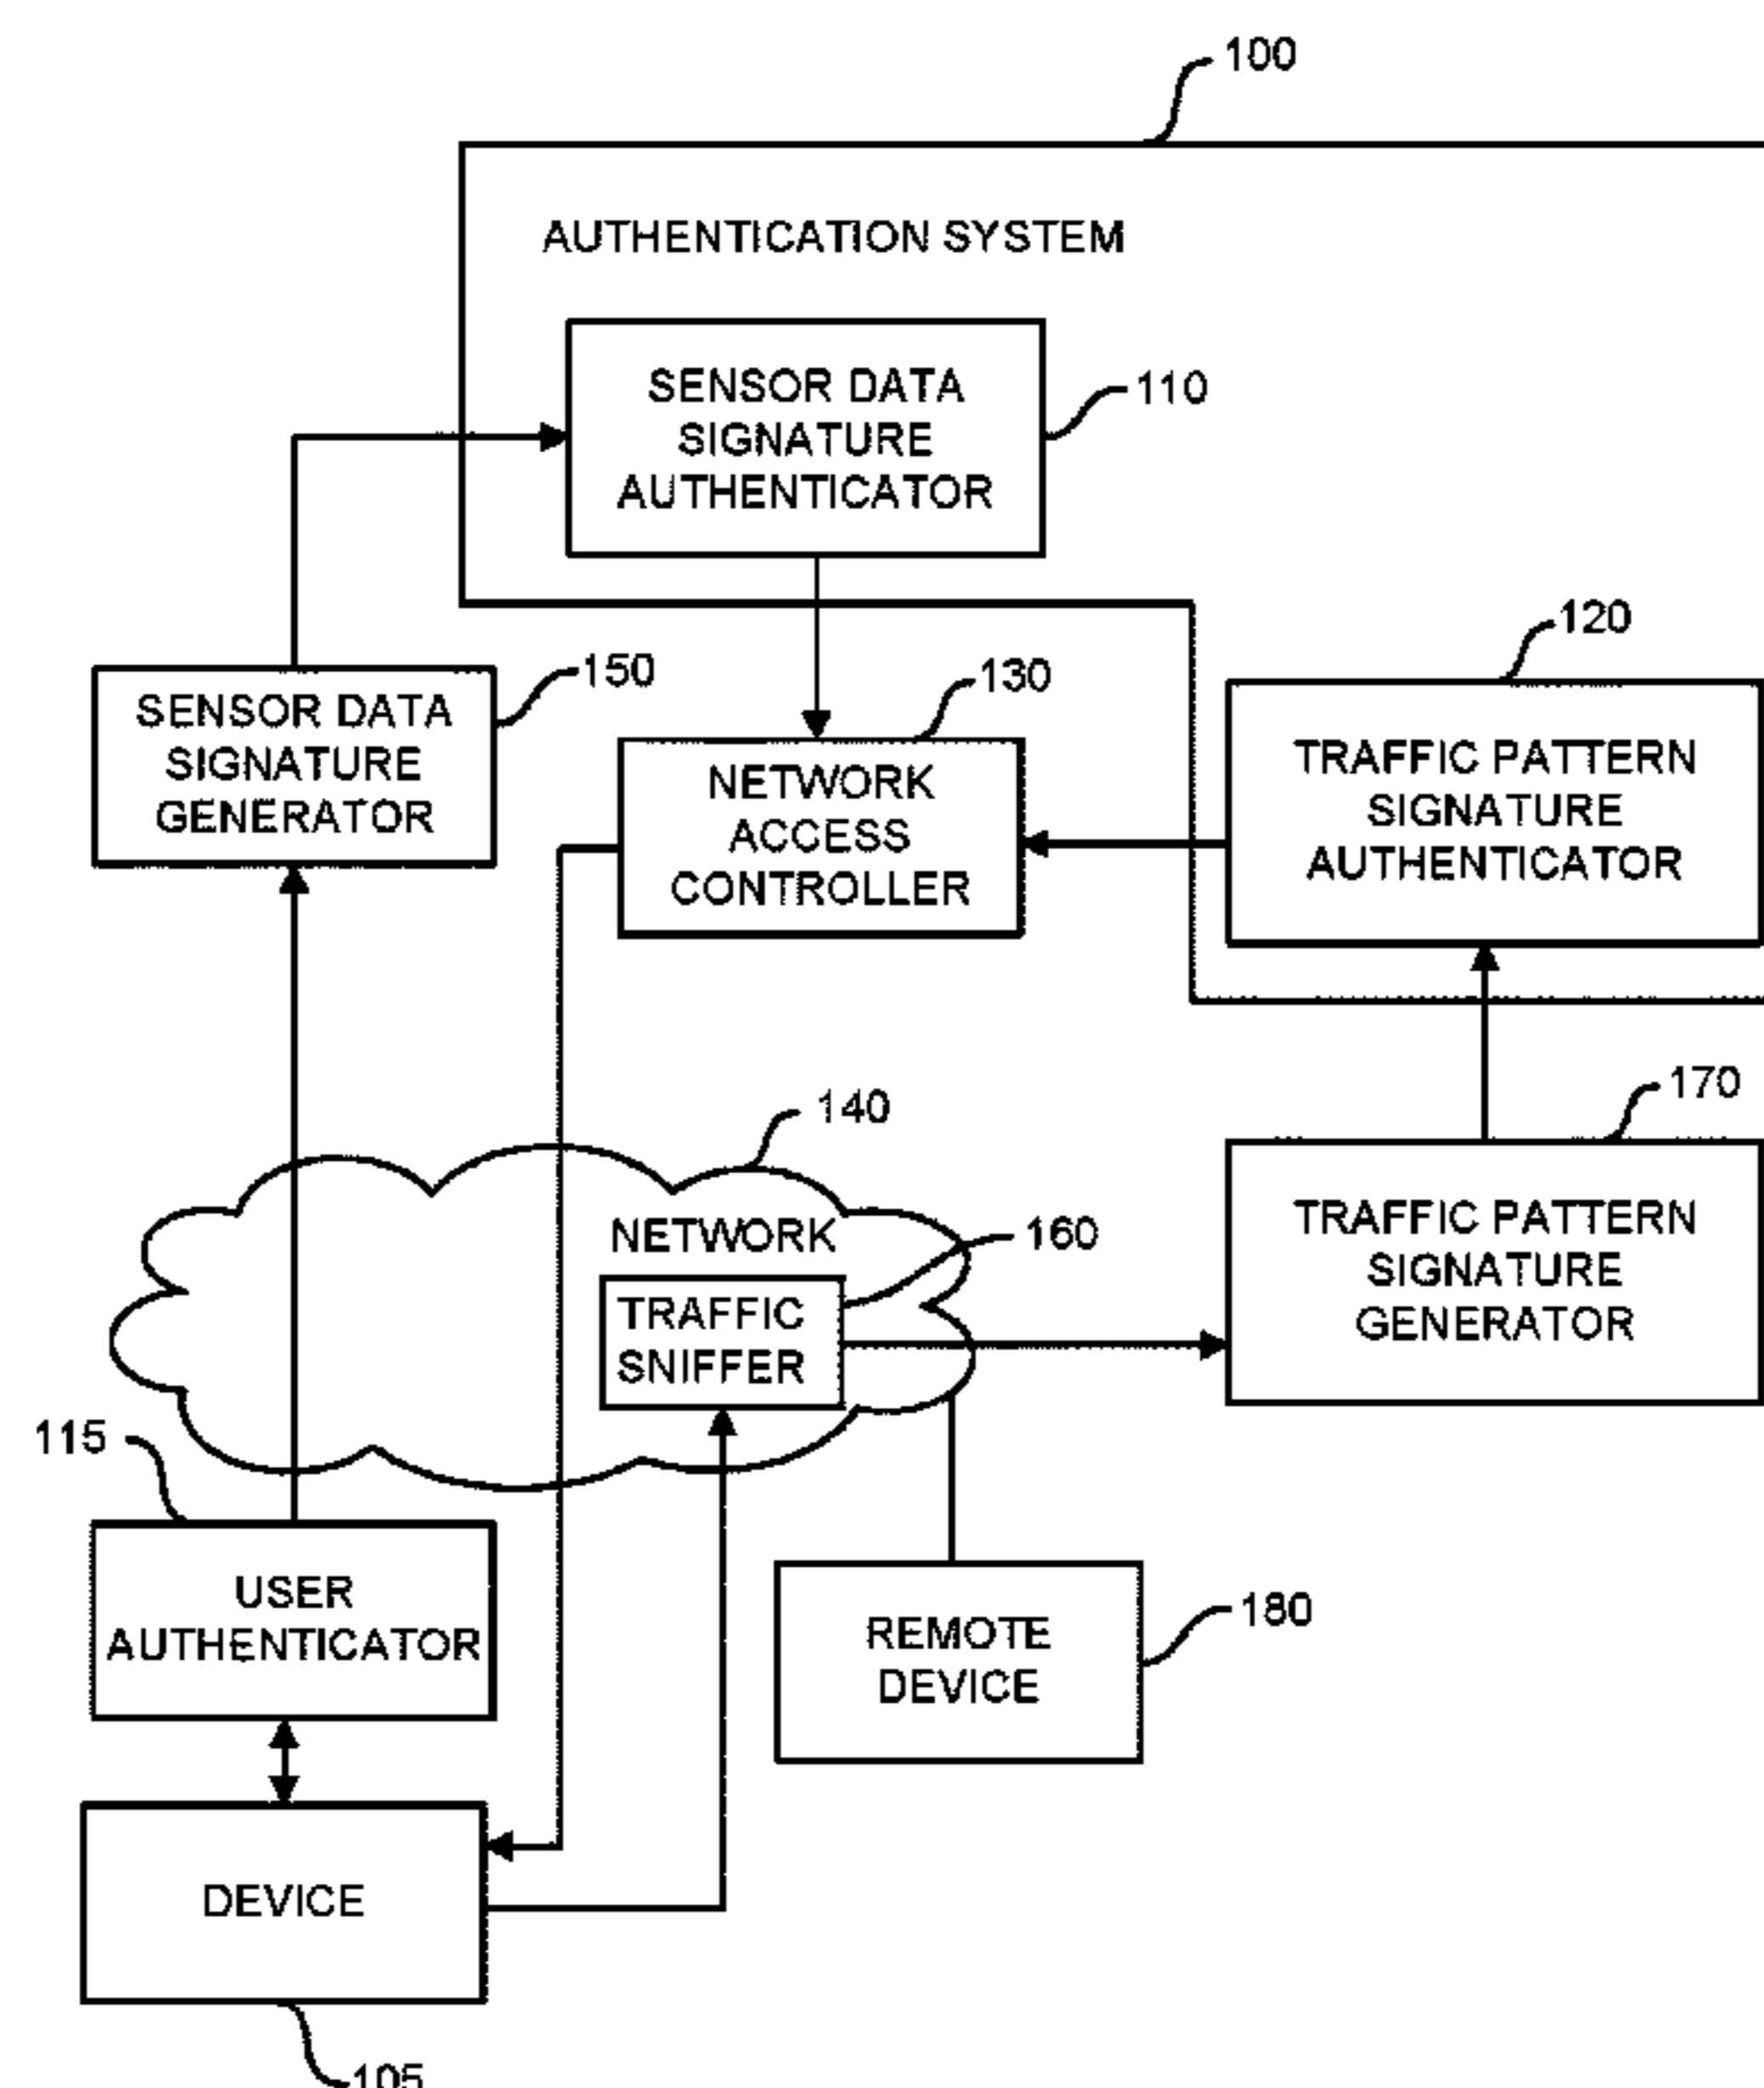 100
AUTHENTICATION SYSTEM
SENSOR DATA
SIGNATURE
AUTHENTICATOR
110
120
150
SENSOR DATA
SIGNATURE
GENERATOR
130
NETWORK
ACCESS
CONTROLLER
TRAFFIC PATTERN
SIGNATURE
AUTHENTICATOR
170
140
NETWORK
160
TRAFFIC
SNIFFER
TRAFFIC PATTERN
SIGNATURE
GENERATOR
115
USER
AUTHENTICATOR
REMOTE
DEVICE
180
DEVICE
105